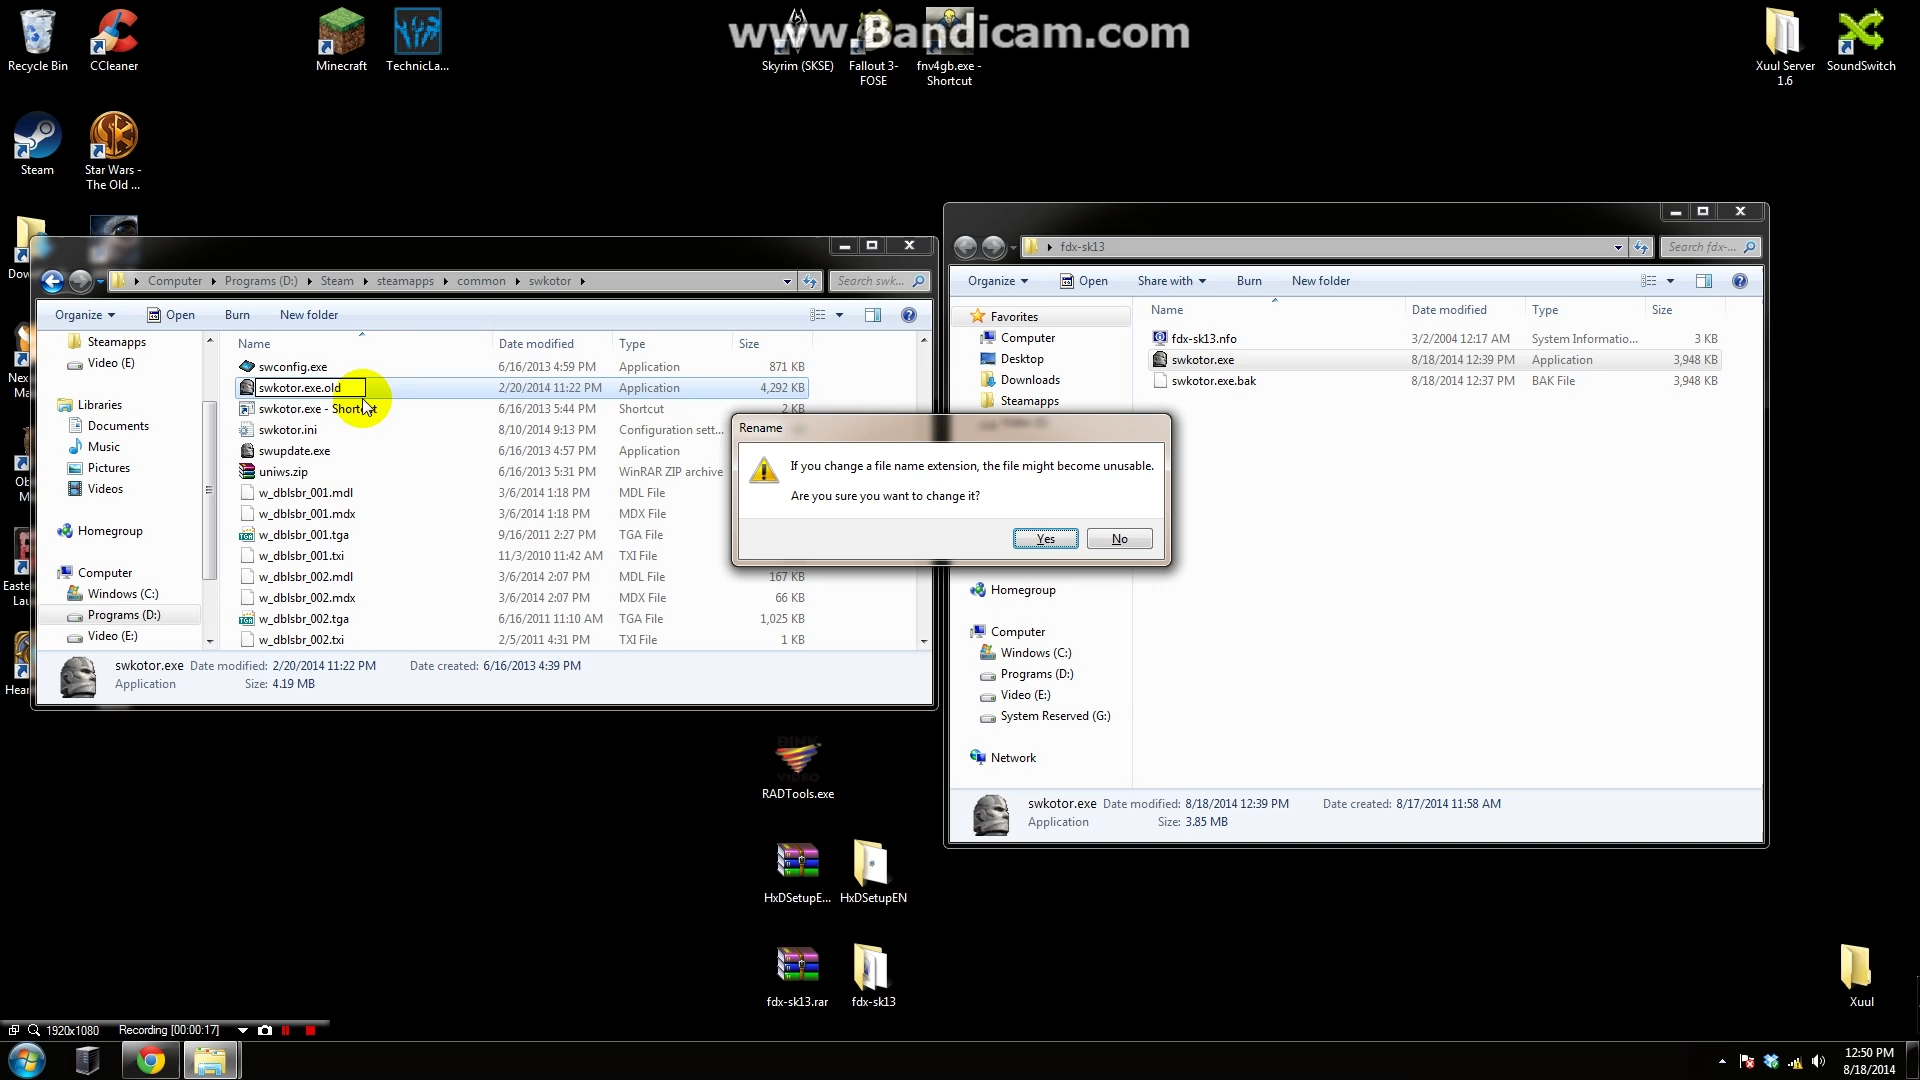 www.Bandicam.com
Recycle Bin
CCleaner
Minecraft
TechnicLa...
Skyrim (SKSE)
Fallout 3-
FOSE
fnv4gb.exe -
Shortcut
Xuul Server
1.6
SoundSwitch
Steam
Star Wars -
The Old ...
Computer
Programs (D:)
Steam
steamapps
common
swkotor
Search swk...
Organize
Open
Burn
New folder
Steamapps
Video (E)
Libraries
Documents
Music
Pictures
Videos
Homegroup
Computer
Windows (C:)
Programs (D:)
Video (E:)
Name Date modified Type Size
swconfig.exe 6/16/2013 4:59 PM Application 871 KB
swkotor.exe.old 2/20/2014 11:22 PM Application 4,292 KB
swkotor.exe - Shortcut 6/16/2013 5:44 PM Shortcut 2 KB
swkotor.ini 8/10/2014 9:13 PM Configuration sett...
swupdate.exe 6/16/2013 4:57 PM Application
uniws.zip 6/16/2013 5:31 PM WinRAR ZIP archive
w_dblsbr_001.mdl 3/6/2014 1:18 PM MDL File
w_dblsbr_001.mdx 3/6/2014 1:18 PM MDX File
w_dblsbr_001.tga 9/16/2011 2:27 PM TGA File
w_dblsbr_001.txi 11/3/2010 11:42 AM TXI File
w_dblsbr_002.mdl 3/6/2014 2:07 PM MDL File 167 KB
w_dblsbr_002.mdx 3/6/2014 2:07 PM MDX File 66 KB
w_dblsbr_002.tga 6/16/2011 11:10 AM TGA File 1,025 KB
w_dblsbr_002.txi 2/5/2011 4:31 PM TXI File 1 KB
swkotor.exe Date modified: 2/20/2014 11:22 PM Date created: 6/16/2013 4:39 PM
Application Size: 4.19 MB
Rename
If you change a file name extension, the file might become unusable.
Are you sure you want to change it?
Yes
No
fdx-sk13
Search fdx-...
Organize
Open
Share with
Burn
New folder
Favorites
Computer
Desktop
Downloads
Steamapps
Homegroup
Computer
Windows (C:)
Programs (D:)
Video (E:)
System Reserved (G:)
Network
Name Date modified Type Size
fdx-sk13.nfo 3/2/2004 12:17 AM System Informatio... 3 KB
swkotor.exe 8/18/2014 12:39 PM Application 3,948 KB
swkotor.exe.bak 8/18/2014 12:37 PM BAK File 3,948 KB
swkotor.exe Date modified: 8/18/2014 12:39 PM Date created: 8/17/2014 11:58 AM
Application Size: 3.85 MB
BINK
VIDEO
RADTools.exe
HxDSetupE...
HxDSetupEN
fdx-sk13.rar
fdx-sk13
Xuul
1920x1080
Recording [00:00:17]
12:50 PM
8/18/2014